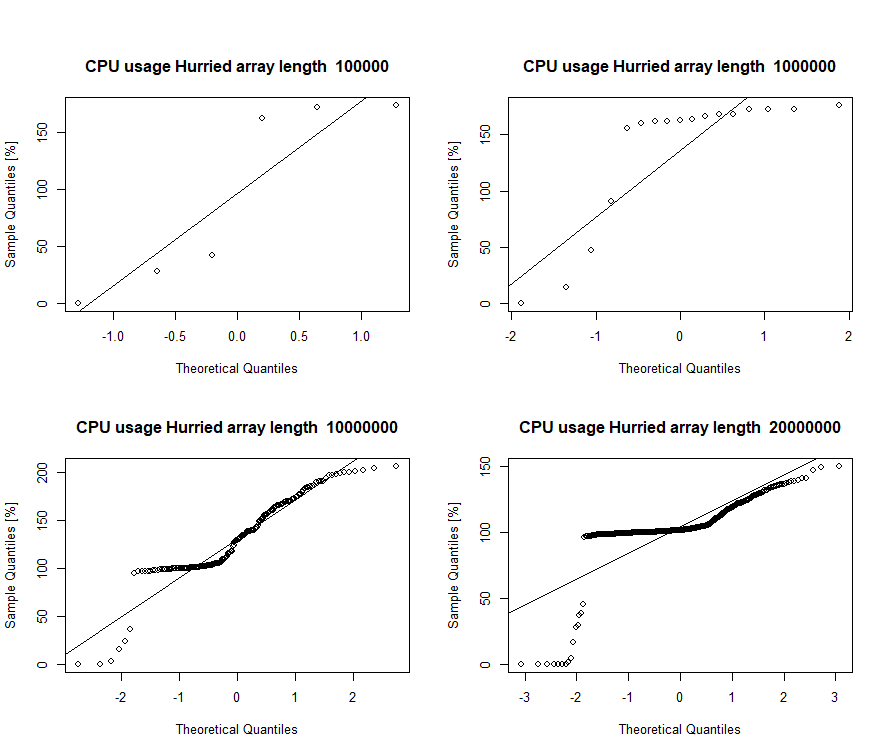 CPU usage Hurried array length 100000
Sample Quantiles [%]
150
100
50
0
-1.0 -0.5 0.0 0.5 1.0
Theoretical Quantiles
CPU usage Hurried array length 1000000
Sample Quantiles [%]
150
100
50
0
-2 -1 0 1 2
Theoretical Quantiles
CPU usage Hurried array length 10000000
Sample Quantiles [%]
200
150
100
50
0
-2 -1 0 1 2
Theoretical Quantiles
CPU usage Hurried array length 20000000
Sample Quantiles [%]
150
100
50
0
-3 -2 -1 0 1 2 3
Theoretical Quantiles